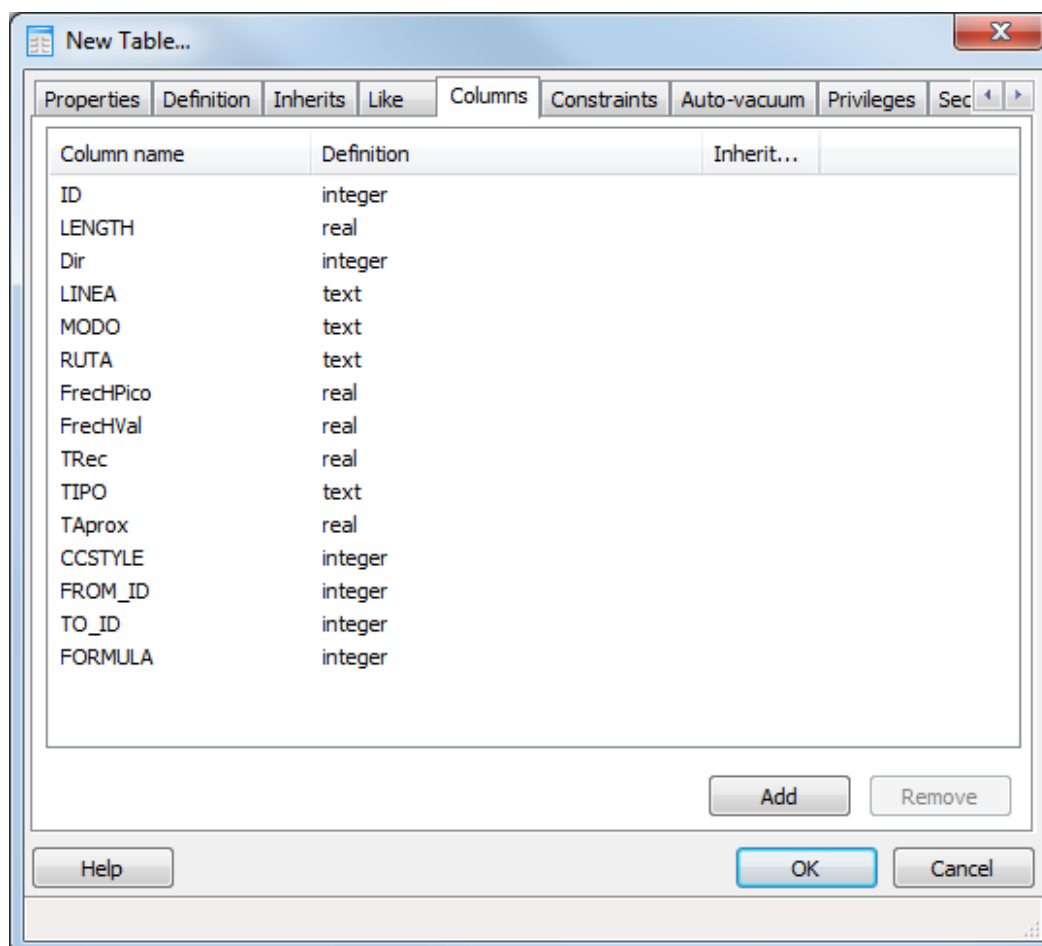 New Table...
Properties Definition Inherits Like Columns Constraints Auto-vacuum Privileges Sec
Column name Definition Inherit...
ID integer
LENGTH real
Dir integer
LINEA text
MODO text
RUTA text
FrecHPico real
FrecHVal real
TRec real
TIPO text
TAprox real
CCSTYLE integer
FROM_ID integer
TO_ID integer
FORMULA integer
Add Remove
Help OK Cancel